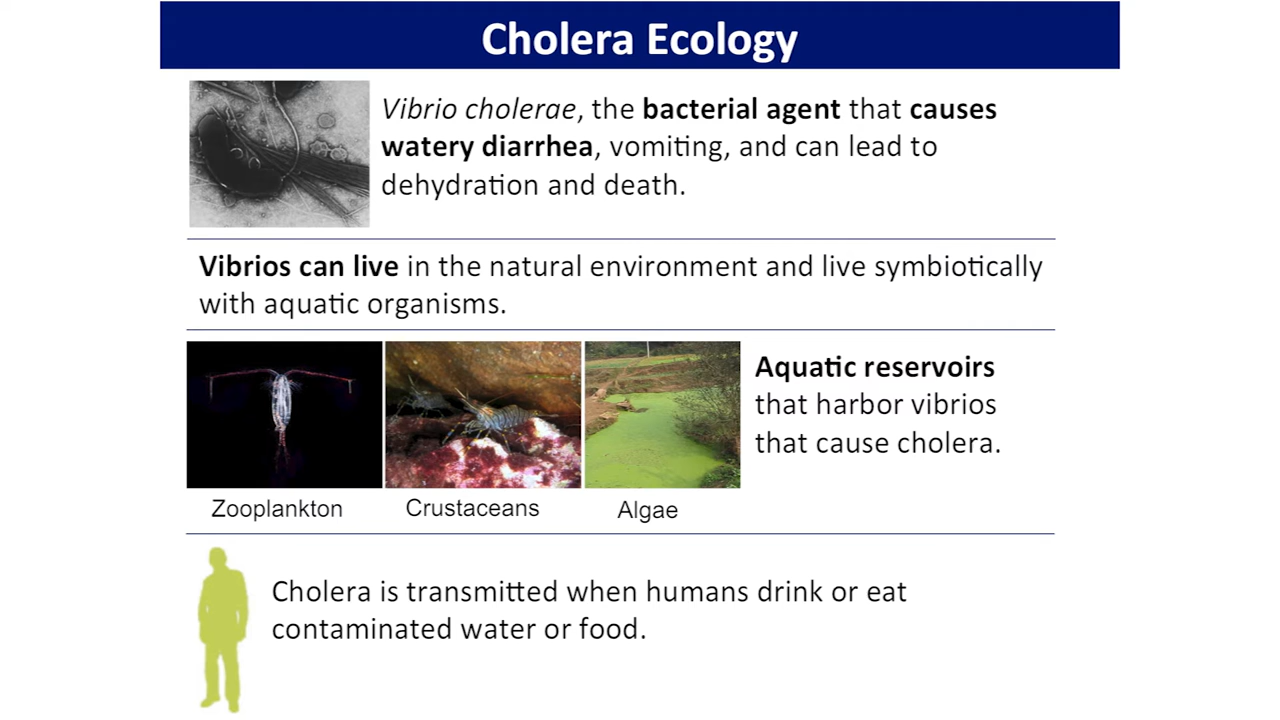 Cholera Ecology
Vibrio cholerae, the bacterial agent that causes
watery diarrhea, vomiting, and can lead to
dehydration and death.
Vibrios can live in the natural environment and live symbiotically
with aquatic organisms.
Aquatic reservoirs
that harbor vibrios
that cause cholera.
Zooplankton
Crustaceans
Algae
Cholera is transmitted when humans drink or eat
contaminated water or food.